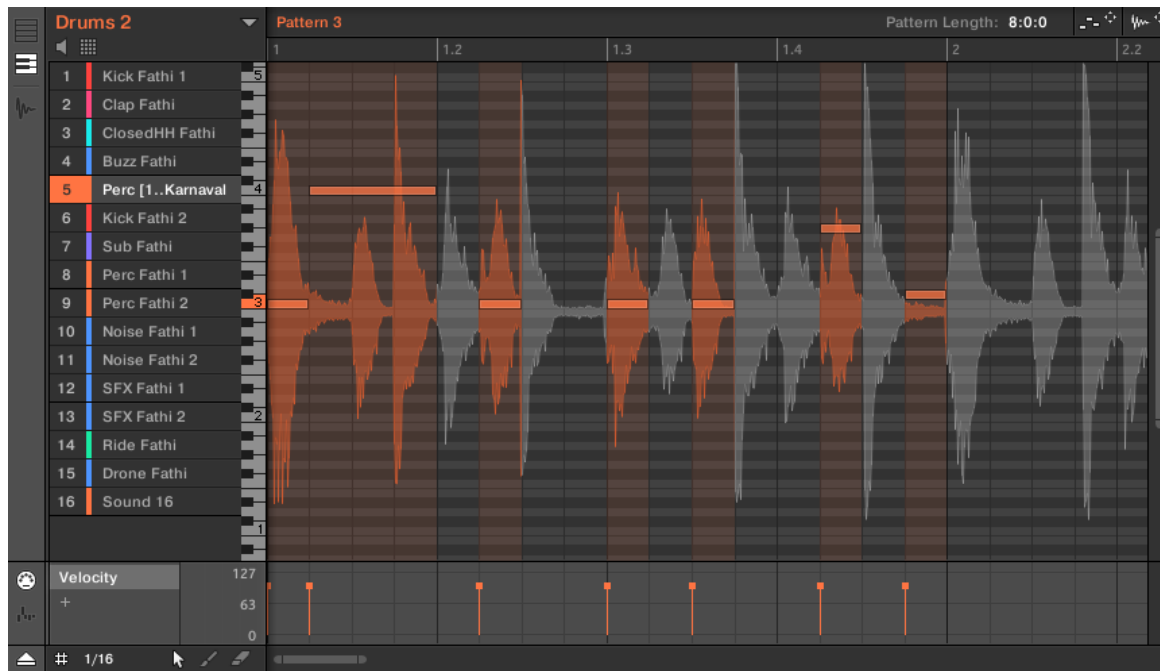 Drums 2
Pattern 3
Pattern Length: 8:0:0
1 1.2 1.3 1.4 2 2.2
1 Kick Fathi 1
2 Clap Fathi
3 ClosedHH Fathi
4 Buzz Fathi
5 Perc [1..Karnaval
6 Kick Fathi 2
7 Sub Fathi
8 Perc Fathi 1
9 Perc Fathi 2
10 Noise Fathi 1
11 Noise Fathi 2
12 SFX Fathi 1
13 SFX Fathi 2
14 Ride Fathi
15 Drone Fathi
16 Sound 16
5
4
3
2
1
Velocity
+
127
63
0
1/16